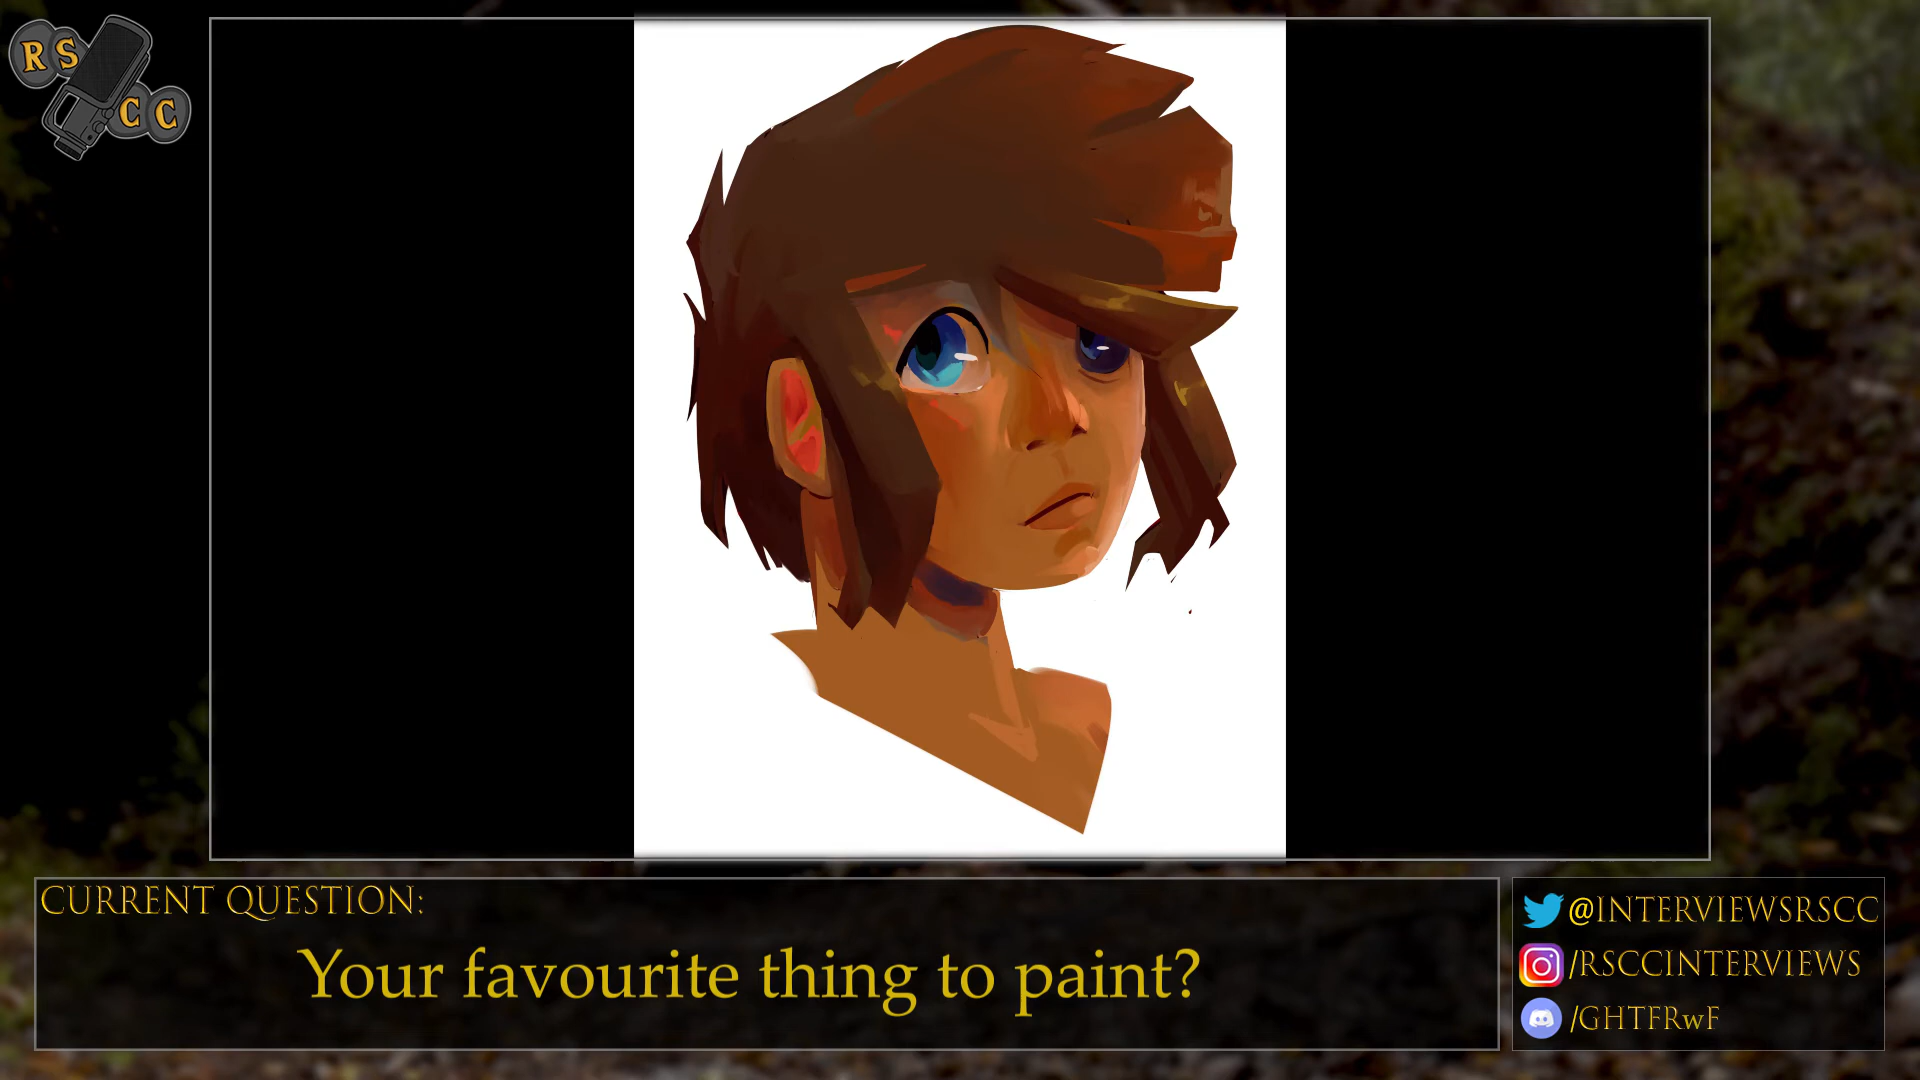 RS
CC
CURRENT QUESTION:
Your favourite thing to paint?
@INTERVIEWSRSCC
/RSCCINTERVIEWS
/GHTFRwF